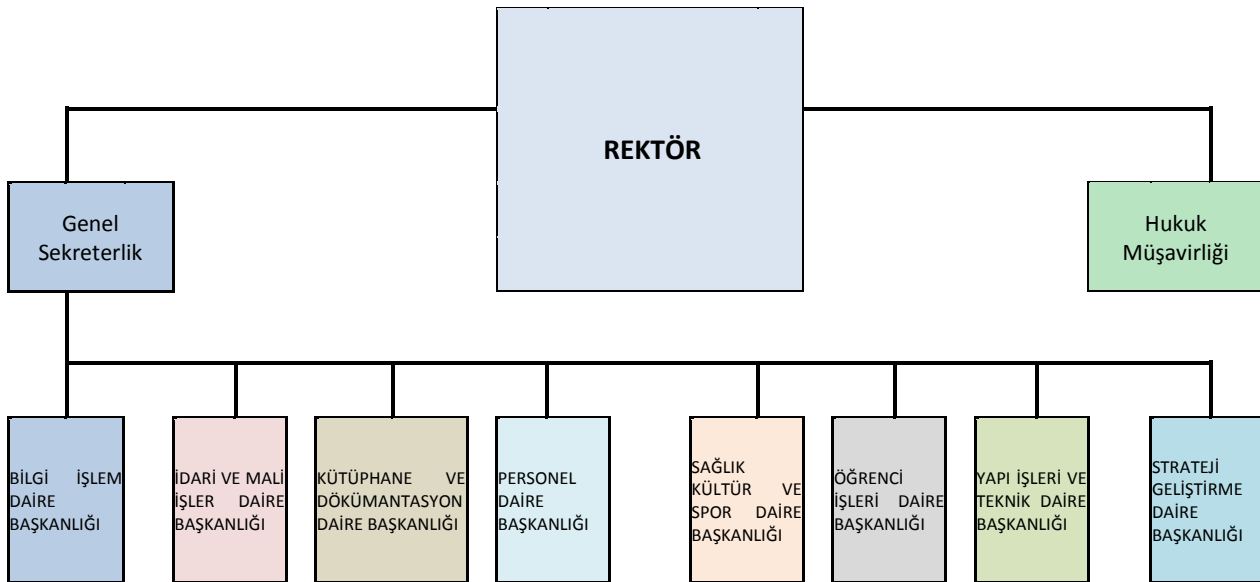 REKTÖR
Genel
Sekreterlik
Hukuk
Müşavirliği
BİLGİ İŞLEM
DAİRE
BAŞKANLIĞI
İDARİ VE MALİ
İŞLER DAİRE
BAŞKANLIĞI
KÜTÜPHANE VE
DÖKÜMANTASYON
DAİRE BAŞKANLIĞI
PERSONEL
DAİRE
BAŞKANLIĞI
SAĞLIK
KÜLTÜR VE
SPOR DAİRE
BAŞKANLIĞI
ÖĞRENCİ
İŞLERİ DAİRE
BAŞKANLIĞI
YAPI İŞLERİ VE
TEKNİK DAİRE
BAŞKANLIĞI
STRATEJİ
GELİŞTİRME
DAİRE
BAŞKANLIĞI